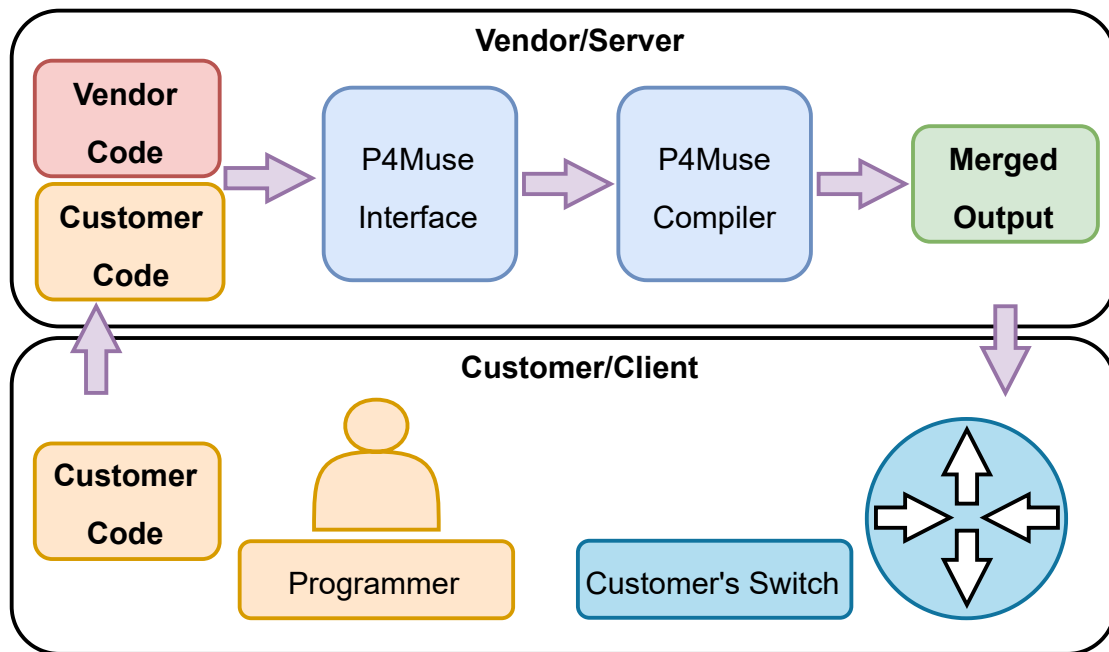 Vendor/Server
Vendor
Code
Customer
Code
P4Muse
Interface
P4Muse
Compiler
Merged
Output
Customer/Client
Customer
Code
Programmer
Customer's Switch